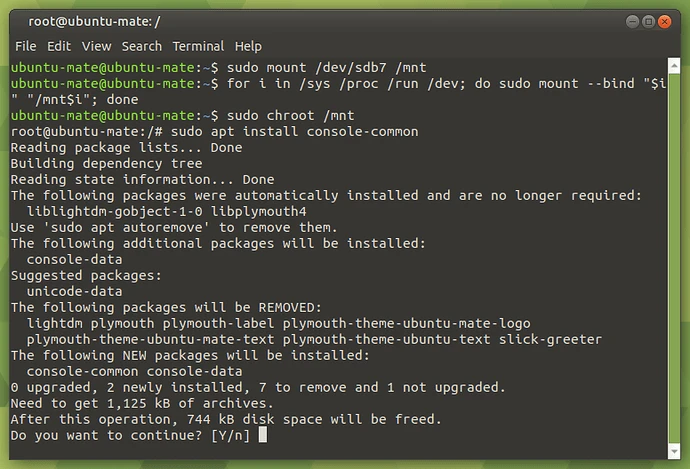 root@ubuntu-mate: /
File Edit View Search Terminal Help
ubuntu-mate@ubuntu-mate:~$ sudo mount /dev/sdb7 /mnt
ubuntu-mate@ubuntu-mate:~$ for i in /sys /proc /run /dev; do sudo mount --bind "$i
" "/mnt$i"; done
ubuntu-mate@ubuntu-mate:~$ sudo chroot /mnt
root@ubuntu-mate:/# sudo apt install console-common
Reading package lists... Done
Building dependency tree
Reading state information... Done
The following packages were automatically installed and are no longer required:
  liblightdm-gobject-1-0 libplymouth4
Use 'sudo apt autoremove' to remove them.
The following additional packages will be installed:
  console-data
Suggested packages:
  unicode-data
The following packages will be REMOVED:
  lightdm plymouth plymouth-label plymouth-theme-ubuntu-mate-logo
  plymouth-theme-ubuntu-mate-text plymouth-theme-ubuntu-text slick-greeter
The following NEW packages will be installed:
  console-common console-data
0 upgraded, 2 newly installed, 7 to remove and 1 not upgraded.
Need to get 1,125 kB of archives.
After this operation, 744 kB disk space will be freed.
Do you want to continue? [Y/n]